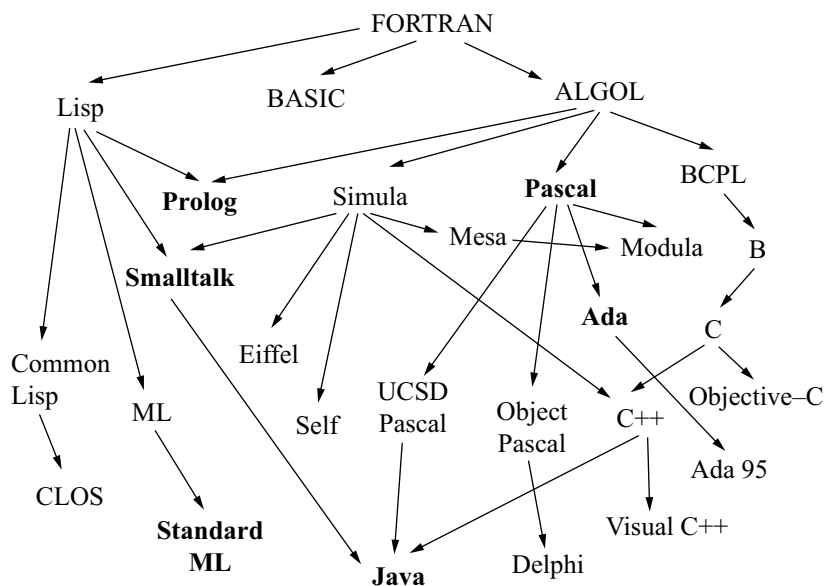 FORTRAN
BASIC
ALGOL
Lisp
BCPL
Prolog
Simula
Pascal
Mesa
Modula
B
Smalltalk
Ada
C
Eiffel
Common
Lisp
UCSD
Pascal
Objective–C
ML
Self
Object
Pascal
C++
Ada 95
CLOS
Standard
ML
Visual C++
Java
Delphi